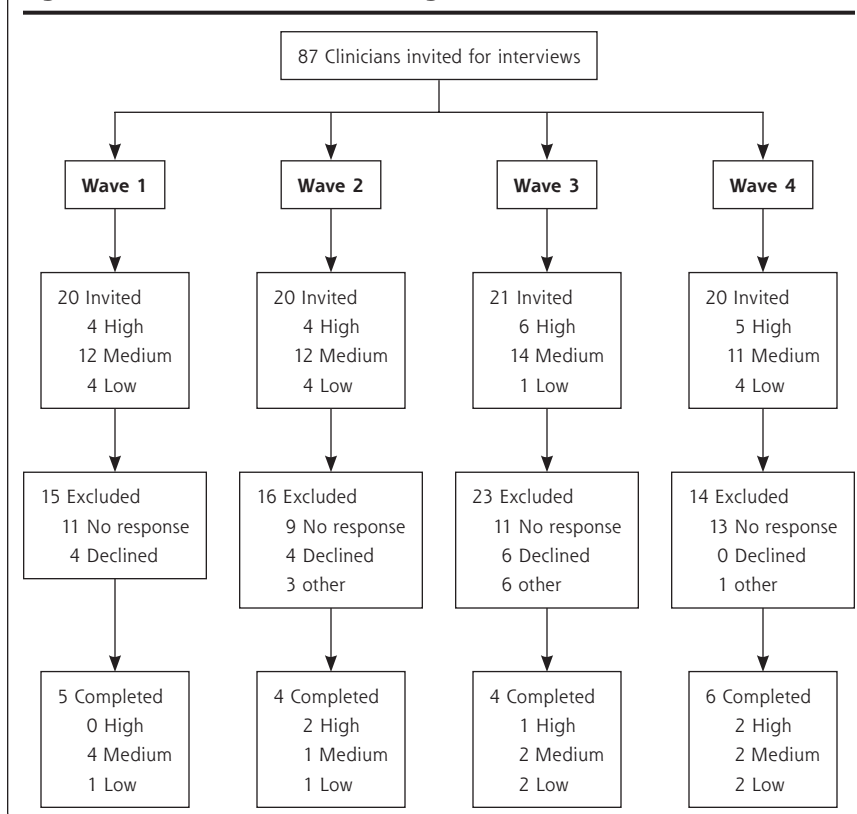 87 Clinicians invited for interviews
Wave 1
Wave 2
Wave 3
Wave 4
20 Invited
4 High
12 Medium
4 Low
20 Invited
4 High
12 Medium
4 Low
21 Invited
6 High
14 Medium
1 Low
20 Invited
5 High
11 Medium
4 Low
15 Excluded
11 No response
4 Declined
16 Excluded
9 No response
4 Declined
3 other
23 Excluded
11 No response
6 Declined
6 other
14 Excluded
13 No response
0 Declined
1 other
5 Completed
0 High
4 Medium
1 Low
4 Completed
2 High
1 Medium
1 Low
4 Completed
1 High
2 Medium
2 Low
6 Completed
2 High
2 Medium
2 Low